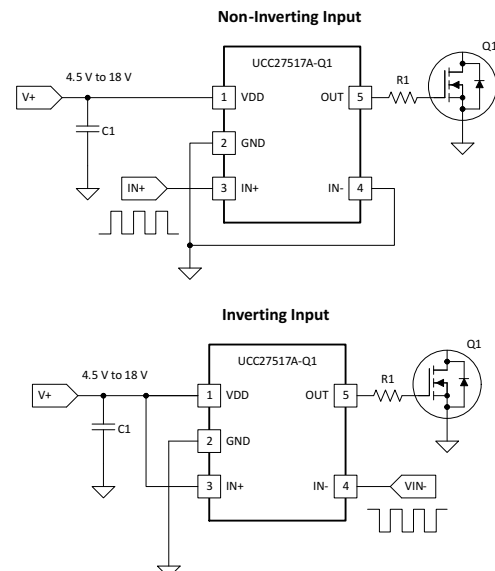 Non-Inverting Input
Q1
UCC27517A-Q1
4.5 V to 18 V
R1
V+
1
VDD
OUT
5
C1
2
GND
IN+
3
IN+
IN-
4
Inverting Input
Q1
UCC27517A-Q1
4.5 V to 18 V
R1
V+
1
VDD
OUT
5
C1
2
GND
3
IN+
IN-
4
VIN-